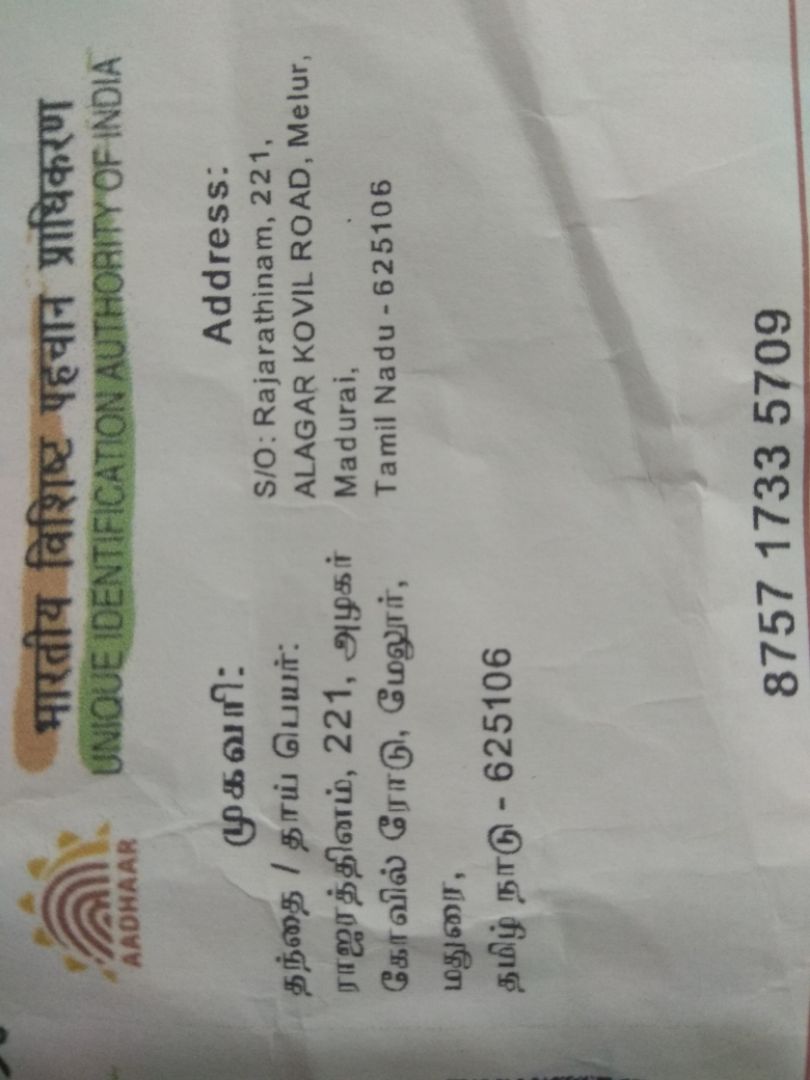 भारतीय विशिष्ट पहचान प्राधिकरण
UNIQUE IDENTIFICATION AUTHORITY OF INDIA
AADHAAR
முகவரி:
தந்தை / தாய் பெயர்:
ராஜரத்தினம், 221, அழகர்
கோவில் ரோடு, மேலூர்,
மதுரை,
தமிழ் நாடு - 625106
Address:
S/O: Rajarathinam, 221,
ALAGAR KOVIL ROAD, Melur,
Madurai,
Tamil Nadu - 625106
8757 1733 5709